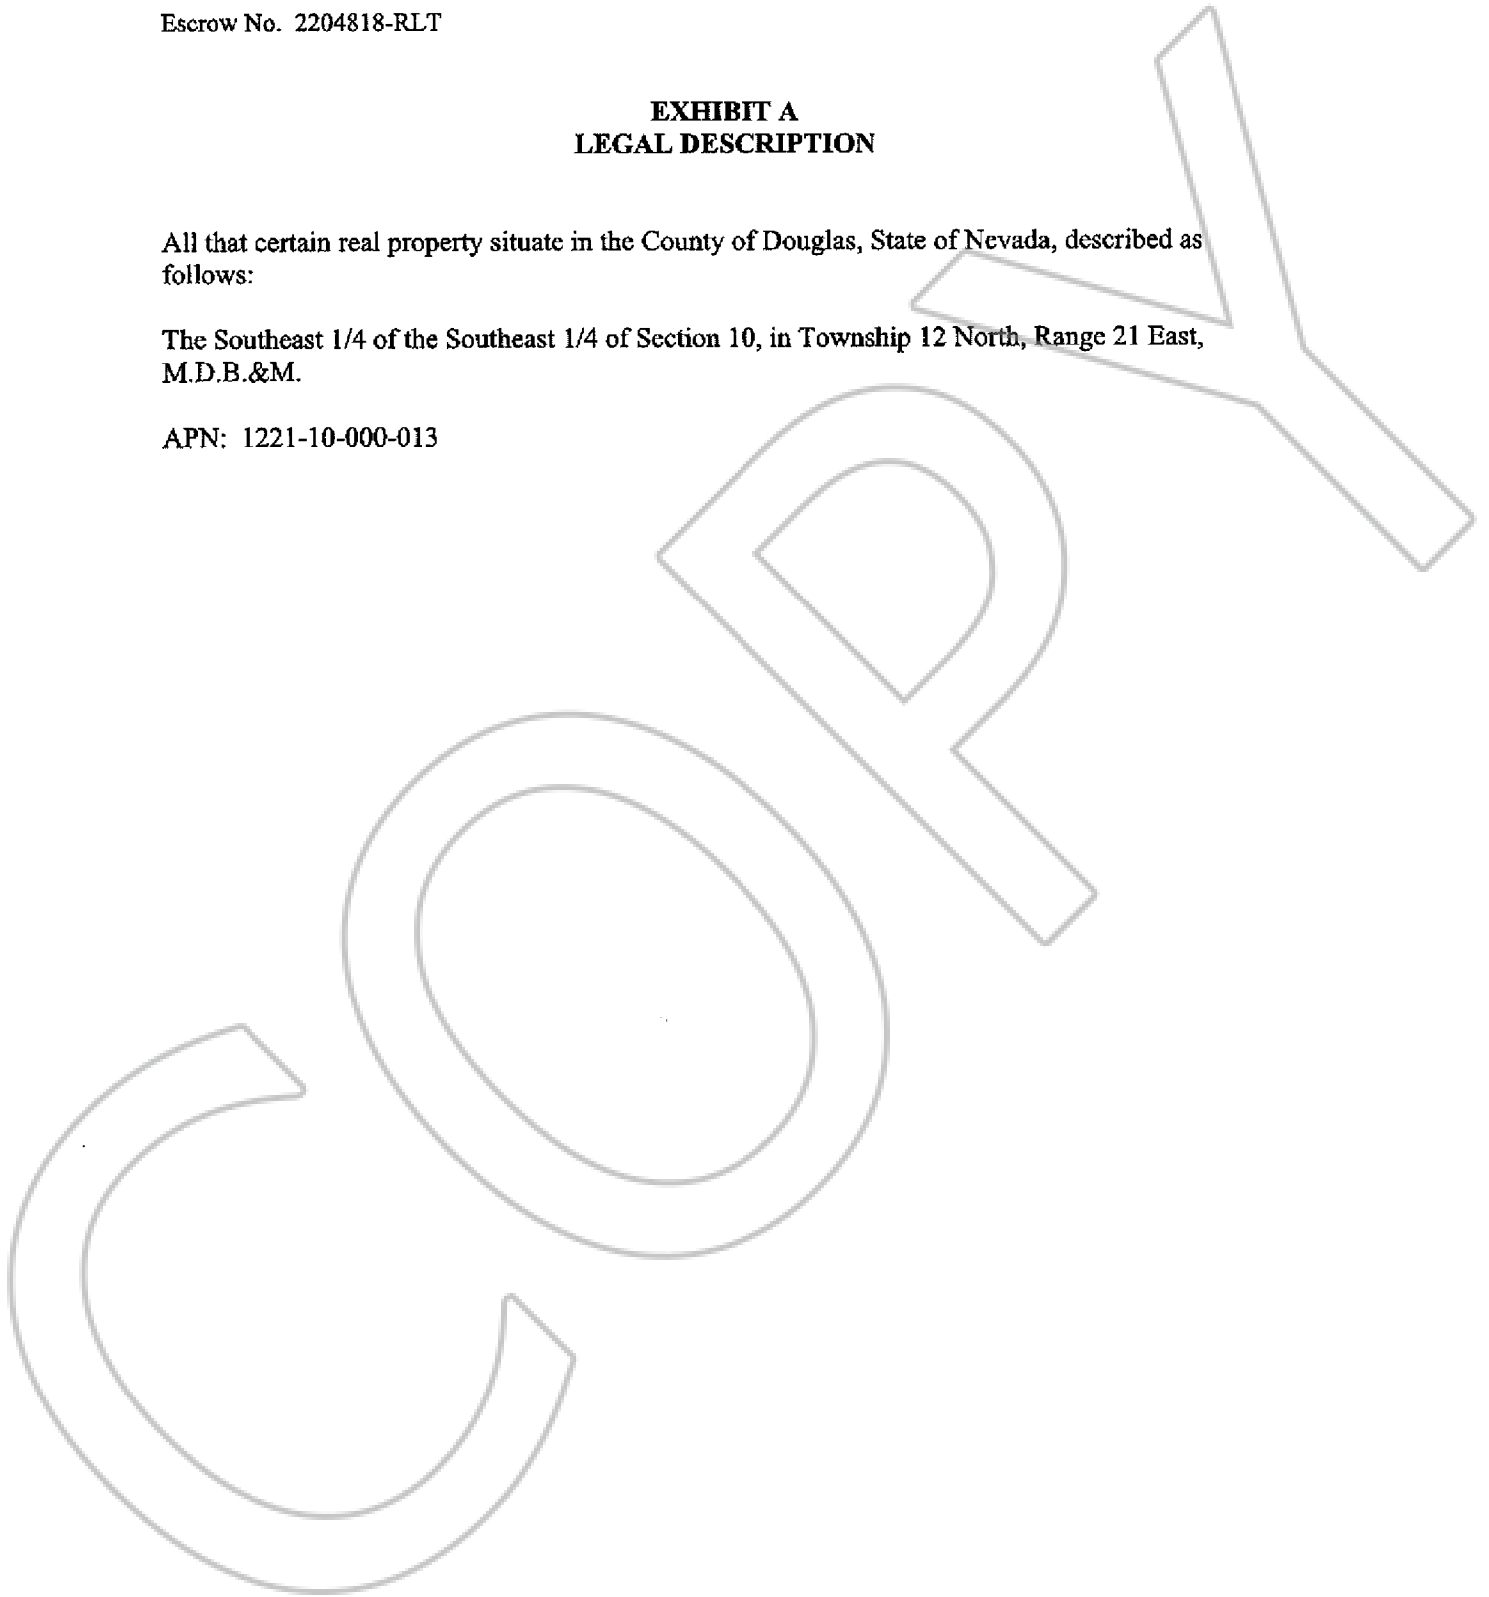 Escrow No. 2204818-RLT
EXHIBIT A
LEGAL DESCRIPTION
All that certain real property situate in the County of Douglas, State of Nevada, described as
follows:
The Southeast 1/4 of the Southeast 1/4 of Section 10, in Township 12 North, Range 21 East,
M.D.B.&M.
APN: 1221-10-000-013
COPY